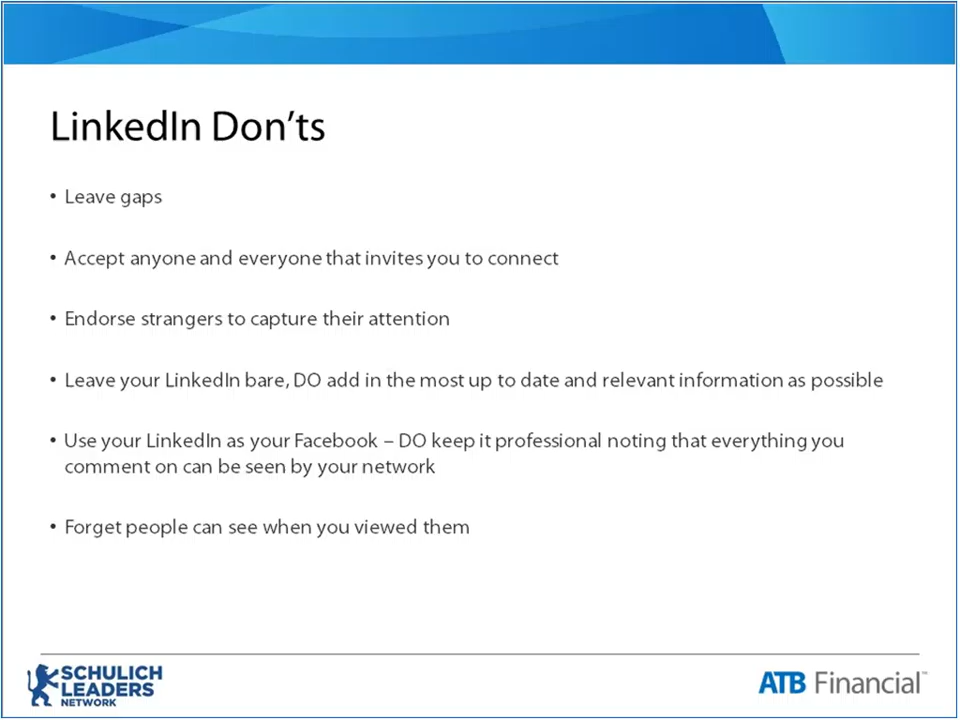 LinkedIn Don’ts
• Leave gaps
• Accept anyone and everyone that invites you to connect
• Endorse strangers to capture their attention
• Leave your LinkedIn bare, DO add in the most up to date and relevant information as possible
• Use your LinkedIn as your Facebook – DO keep it professional noting that everything you
comment on can be seen by your network
• Forget people can see when you viewed them
SCHULICH
LEADERS
NETWORK
ATB Financial™